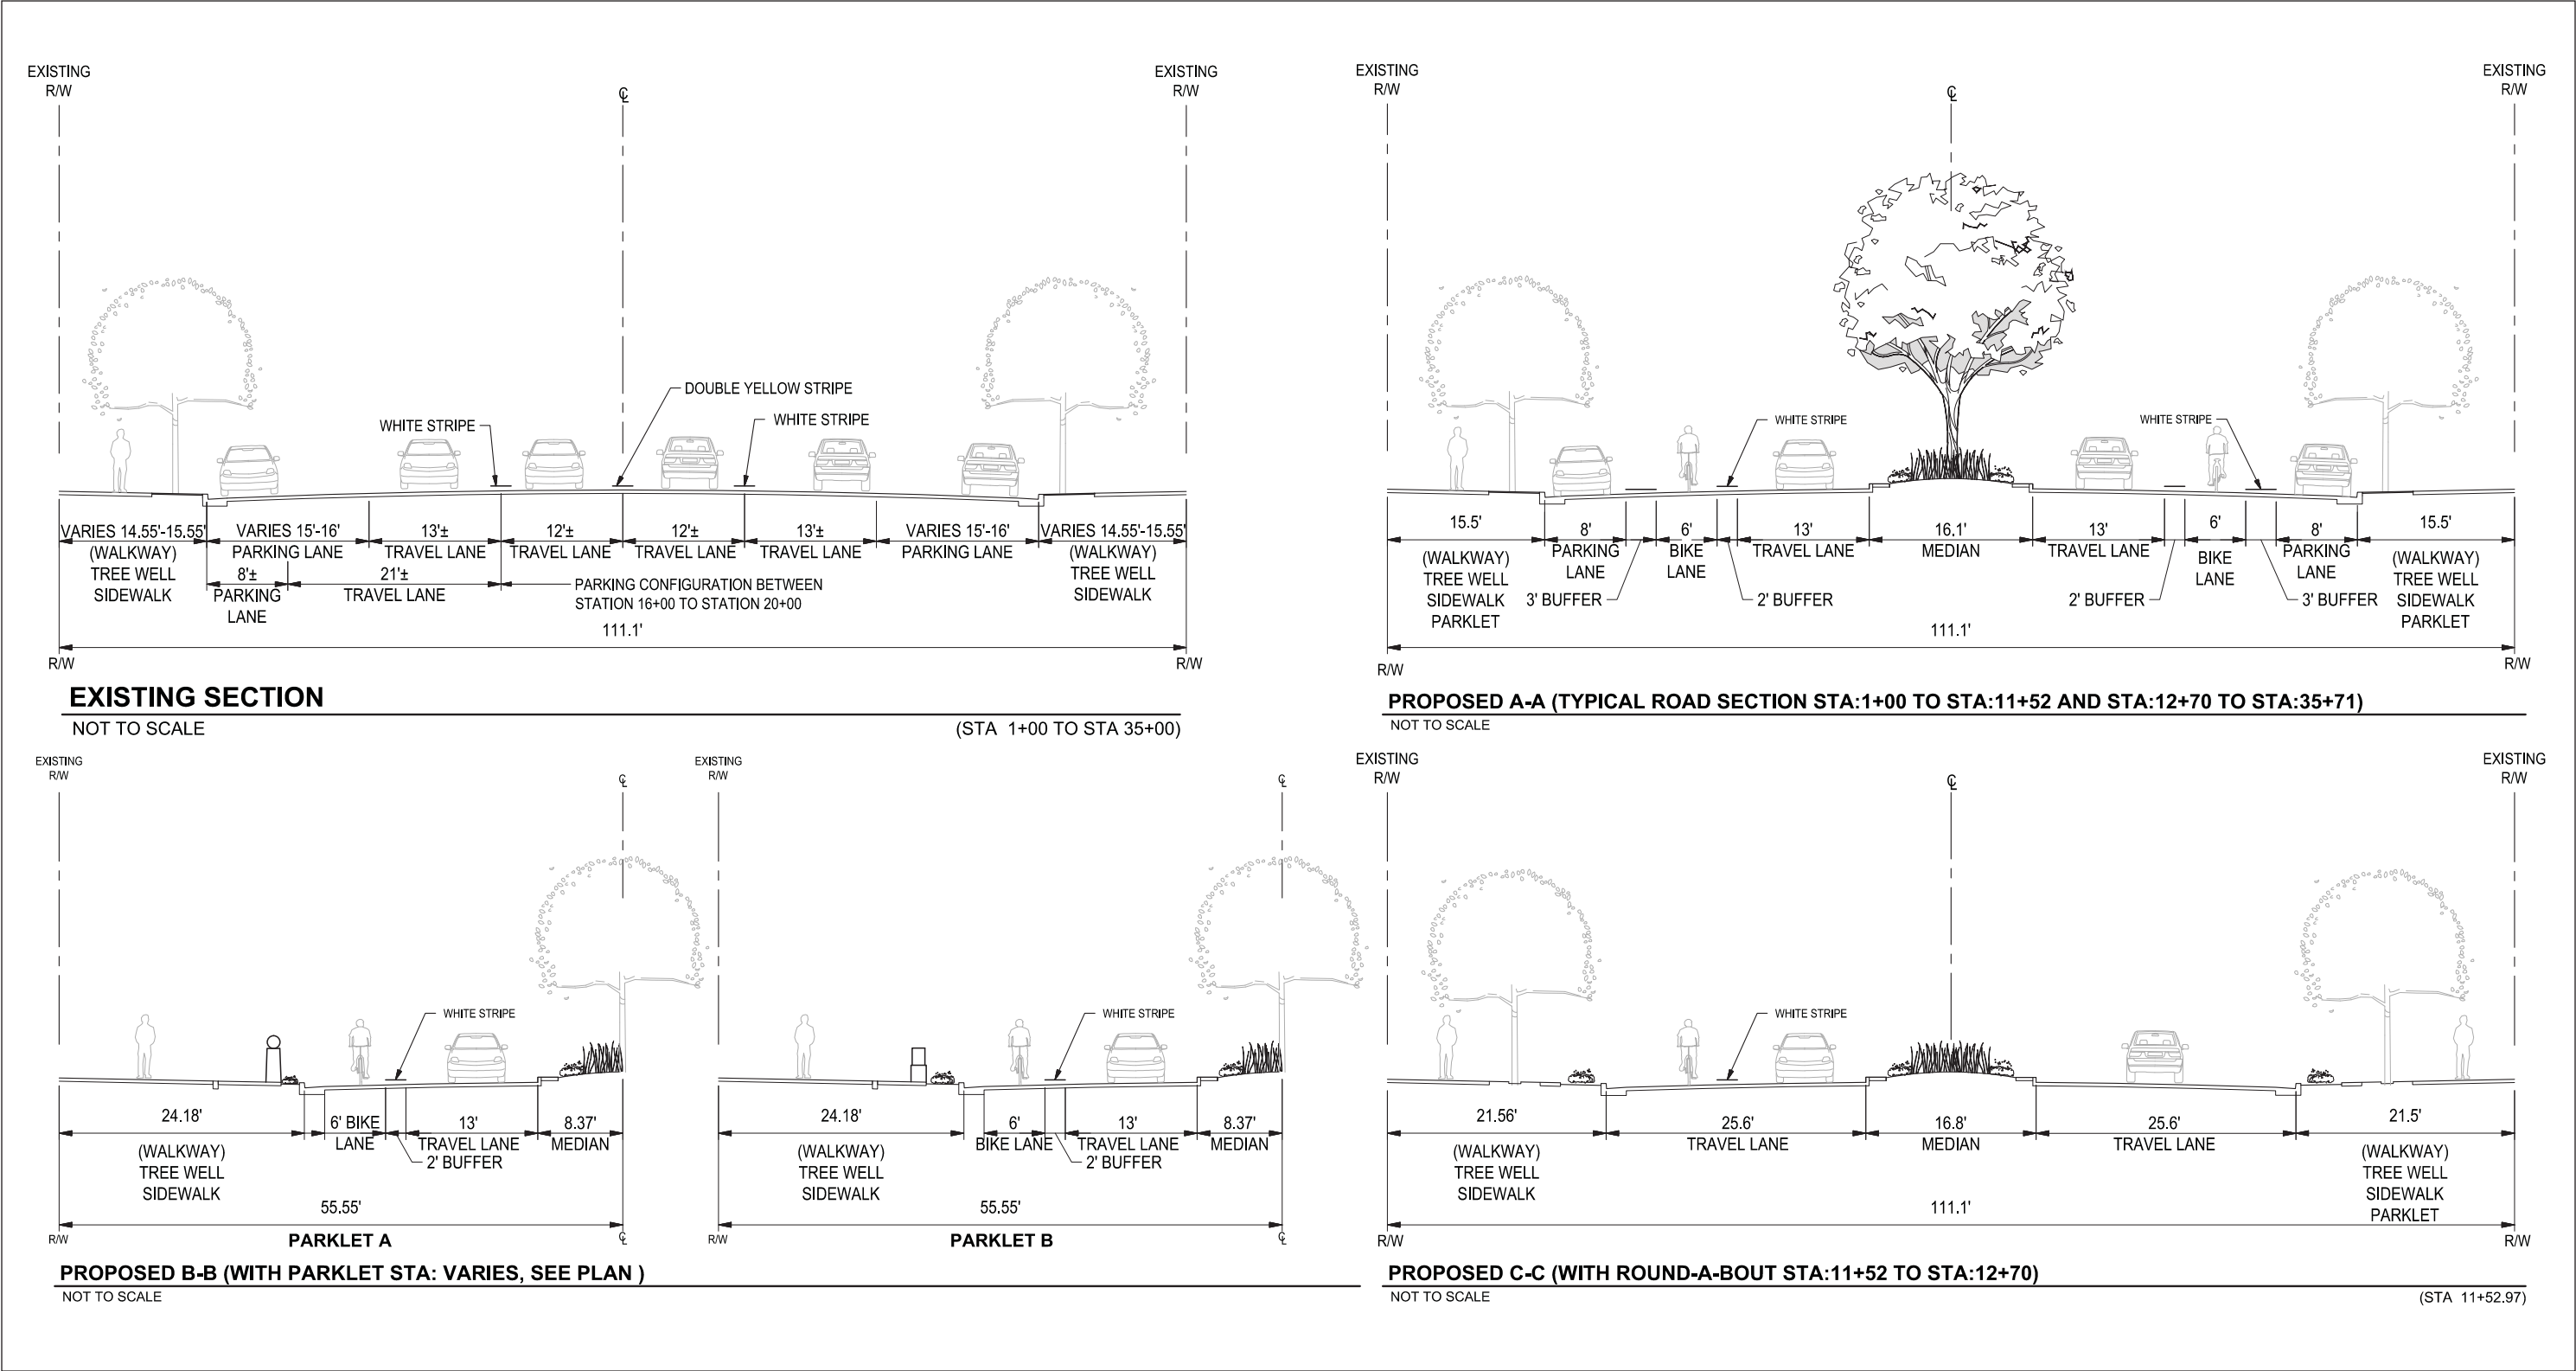 EXISTING
R/W
℄
EXISTING
R/W
DOUBLE YELLOW STRIPE
WHITE STRIPE
WHITE STRIPE
VARIES 14.55'-15.55'
(WALKWAY)
TREE WELL
SIDEWALK
VARIES 15'-16'
PARKING LANE
13'±
TRAVEL LANE
12'±
TRAVEL LANE
12'±
TRAVEL LANE
13'±
TRAVEL LANE
VARIES 15'-16'
PARKING LANE
VARIES 14.55'-15.55'
(WALKWAY)
TREE WELL
SIDEWALK
8'±
PARKING
LANE
21'±
TRAVEL LANE
PARKING CONFIGURATION BETWEEN
STATION 16+00 TO STATION 20+00
111.1'
R/W
R/W
EXISTING SECTION
NOT TO SCALE
(STA 1+00 TO STA 35+00)
EXISTING
R/W
℄
EXISTING
R/W
WHITE STRIPE
WHITE STRIPE
15.5'
(WALKWAY)
TREE WELL
SIDEWALK
PARKLET
8'
PARKING
LANE
3' BUFFER
6'
BIKE
LANE
2' BUFFER
13'
TRAVEL LANE
16.1'
MEDIAN
13'
TRAVEL LANE
2' BUFFER
6'
BIKE
LANE
3' BUFFER
8'
PARKING
LANE
15.5'
(WALKWAY)
TREE WELL
SIDEWALK
PARKLET
111.1'
R/W
R/W
PROPOSED A-A (TYPICAL ROAD SECTION STA:1+00 TO STA:11+52 AND STA:12+70 TO STA:35+71)
NOT TO SCALE
EXISTING
R/W
℄
WHITE STRIPE
24.18'
(WALKWAY)
TREE WELL
SIDEWALK
6' BIKE
LANE
2' BUFFER
13'
TRAVEL LANE
8.37'
MEDIAN
55.55'
R/W
℄
PARKLET A
EXISTING
R/W
℄
WHITE STRIPE
24.18'
(WALKWAY)
TREE WELL
SIDEWALK
6'
BIKE LANE
2' BUFFER
13'
TRAVEL LANE
8.37'
MEDIAN
55.55'
R/W
℄
PARKLET B
PROPOSED B-B (WITH PARKLET STA: VARIES, SEE PLAN )
NOT TO SCALE
EXISTING
R/W
℄
EXISTING
R/W
WHITE STRIPE
21.56'
(WALKWAY)
TREE WELL
SIDEWALK
25.6'
TRAVEL LANE
16.8'
MEDIAN
25.6'
TRAVEL LANE
21.5'
(WALKWAY)
TREE WELL
SIDEWALK
PARKLET
111.1'
R/W
R/W
PROPOSED C-C (WITH ROUND-A-BOUT STA:11+52 TO STA:12+70)
NOT TO SCALE
(STA 11+52.97)